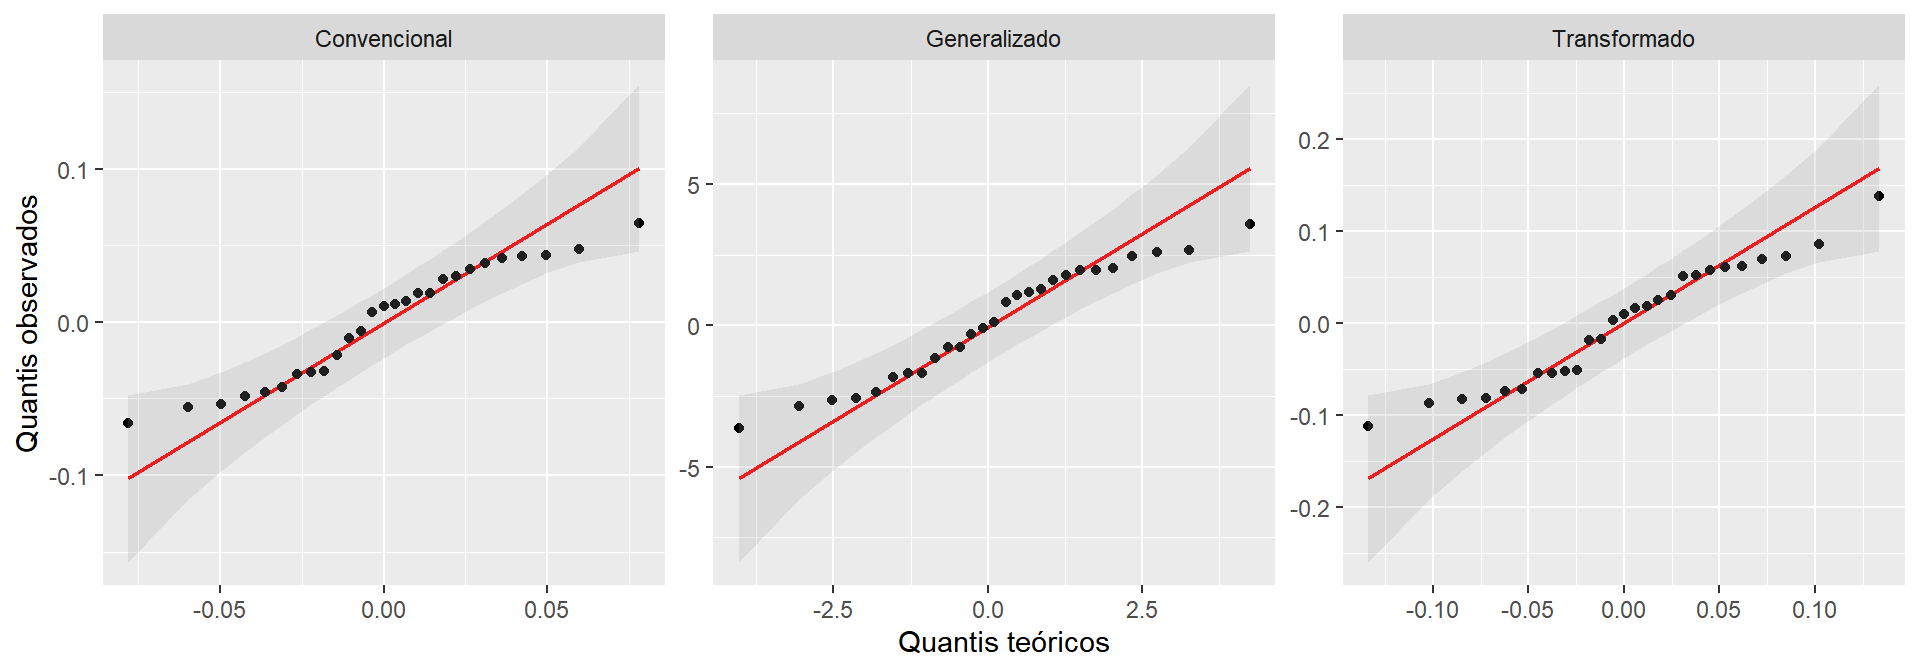 Convencional
Generalizado
Transformado
Quantis observados
0.1
0.0
-0.1
5
0
-5
0.2
0.1
0.0
-0.1
-0.2
-0.05 0.00 0.05
-2.5 0.0 2.5
-0.10 -0.05 0.00 0.05 0.10
Quantis teóricos